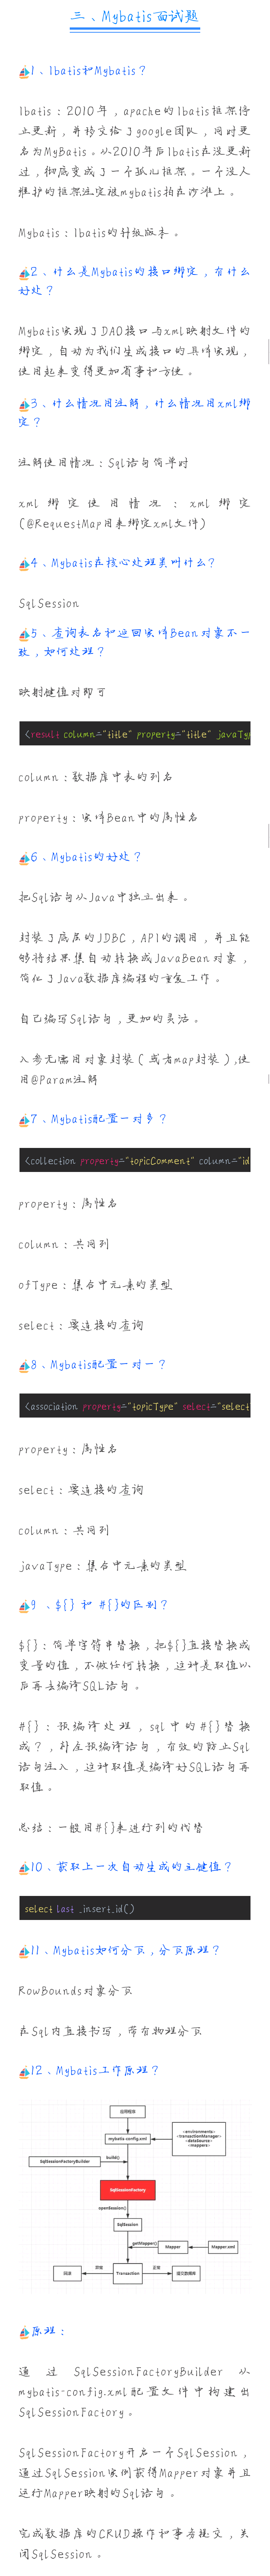 三、Mybatis面试题
1、Ibatis和Mybatis？
Ibatis：2010年，apache的Ibatis框架停
止更新，并移交给了google团队，同时更
名为MyBatis。从2010年后Ibatis在没更新
过，彻底变成了一个孤儿框架。一个没人
维护的框架注定被mybatis拍在沙滩上。
Mybatis：Ibatis的升级版本。
2、什么是Mybatis的接口绑定，有什么
好处？
Mybatis实现了DAO接口与xml映射文件的
绑定，自动为我们生成接口的具体实现，
使用起来变得更加省事和方便。
3、什么情况用注解，什么情况用xml绑
定？
注解使用情况：Sql语句简单时
xml绑定使用情况：xml绑定
(@RequestMap用来绑定xml文件)
4、Mybatis在核心处理类叫什么？
SqlSession
5、查询表名和返回实体Bean对象不一
致，如何处理？
映射键值对即可
<result column="title" property="title" javaTy
column：数据库中表的列名
property：实体Bean中的属性名
6、Mybatis的好处？
把Sql语句从Java中独立出来。
封装了底层的JDBC，API的调用，并且能
够将结果集自动转换成JavaBean对象，
简化了Java数据库编程的重复工作。
自己编写Sql语句，更加的灵活。
入参无需用对象封装（或者map封装）,使
用@Param注解
7、Mybatis配置一对多？
<collection property="topicComment" column="id
property：属性名
column：共同列
ofType：集合中元素的类型
select：要连接的查询
8、Mybatis配置一对一？
<association property="topicType" select="select
property：属性名
select：要连接的查询
column：共同列
javaType：集合中元素的类型
9 、${} 和 #{}的区别？
${}：简单字符串替换，把${}直接替换成
变量的值，不做任何转换，这种是取值以
后再去编译SQL语句。
#{}：预编译处理，sql中的#{}替换
成？，补全预编译语句，有效的防止Sql
语句注入，这种取值是编译好SQL语句再
取值。
总结：一般用#{}来进行列的代替
10、获取上一次自动生成的主键值？
select last _insert_id()
11、Mybatis如何分页，分页原理？
RowBounds对象分页
在Sql内直接书写，带有物理分页
12、Mybatis工作原理？
应用程序
mybatis-config.xml
<environments>
<transactionManager>
<dataSource>
<mappers>
SqlSessionFactoryBuilder
build()
SqlSessionFactory
openSession()
SqlSession
getMapper()
Mapper
Mapper.xml
回滚
异常
Transaction
正常
提交数据库
原理：
通过SqlSessionFactoryBuilder从
mybatis-config.xml配置文件中构建出
SqlSessionFactory。
SqlSessionFactory开启一个SqlSession，
通过SqlSession实例获得Mapper对象并且
运行Mapper映射的Sql语句。
完成数据库的CRUD操作和事务提交，关
闭SqlSession。